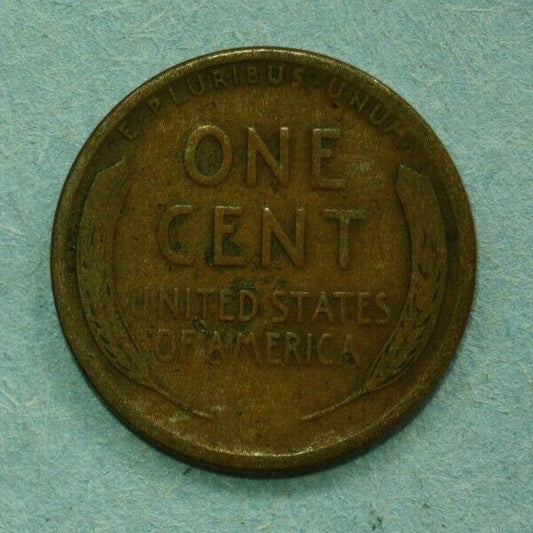 E·PLURIBUS·UNUM
ONE
CENT
UNITED·STATES
OF·AMERICA